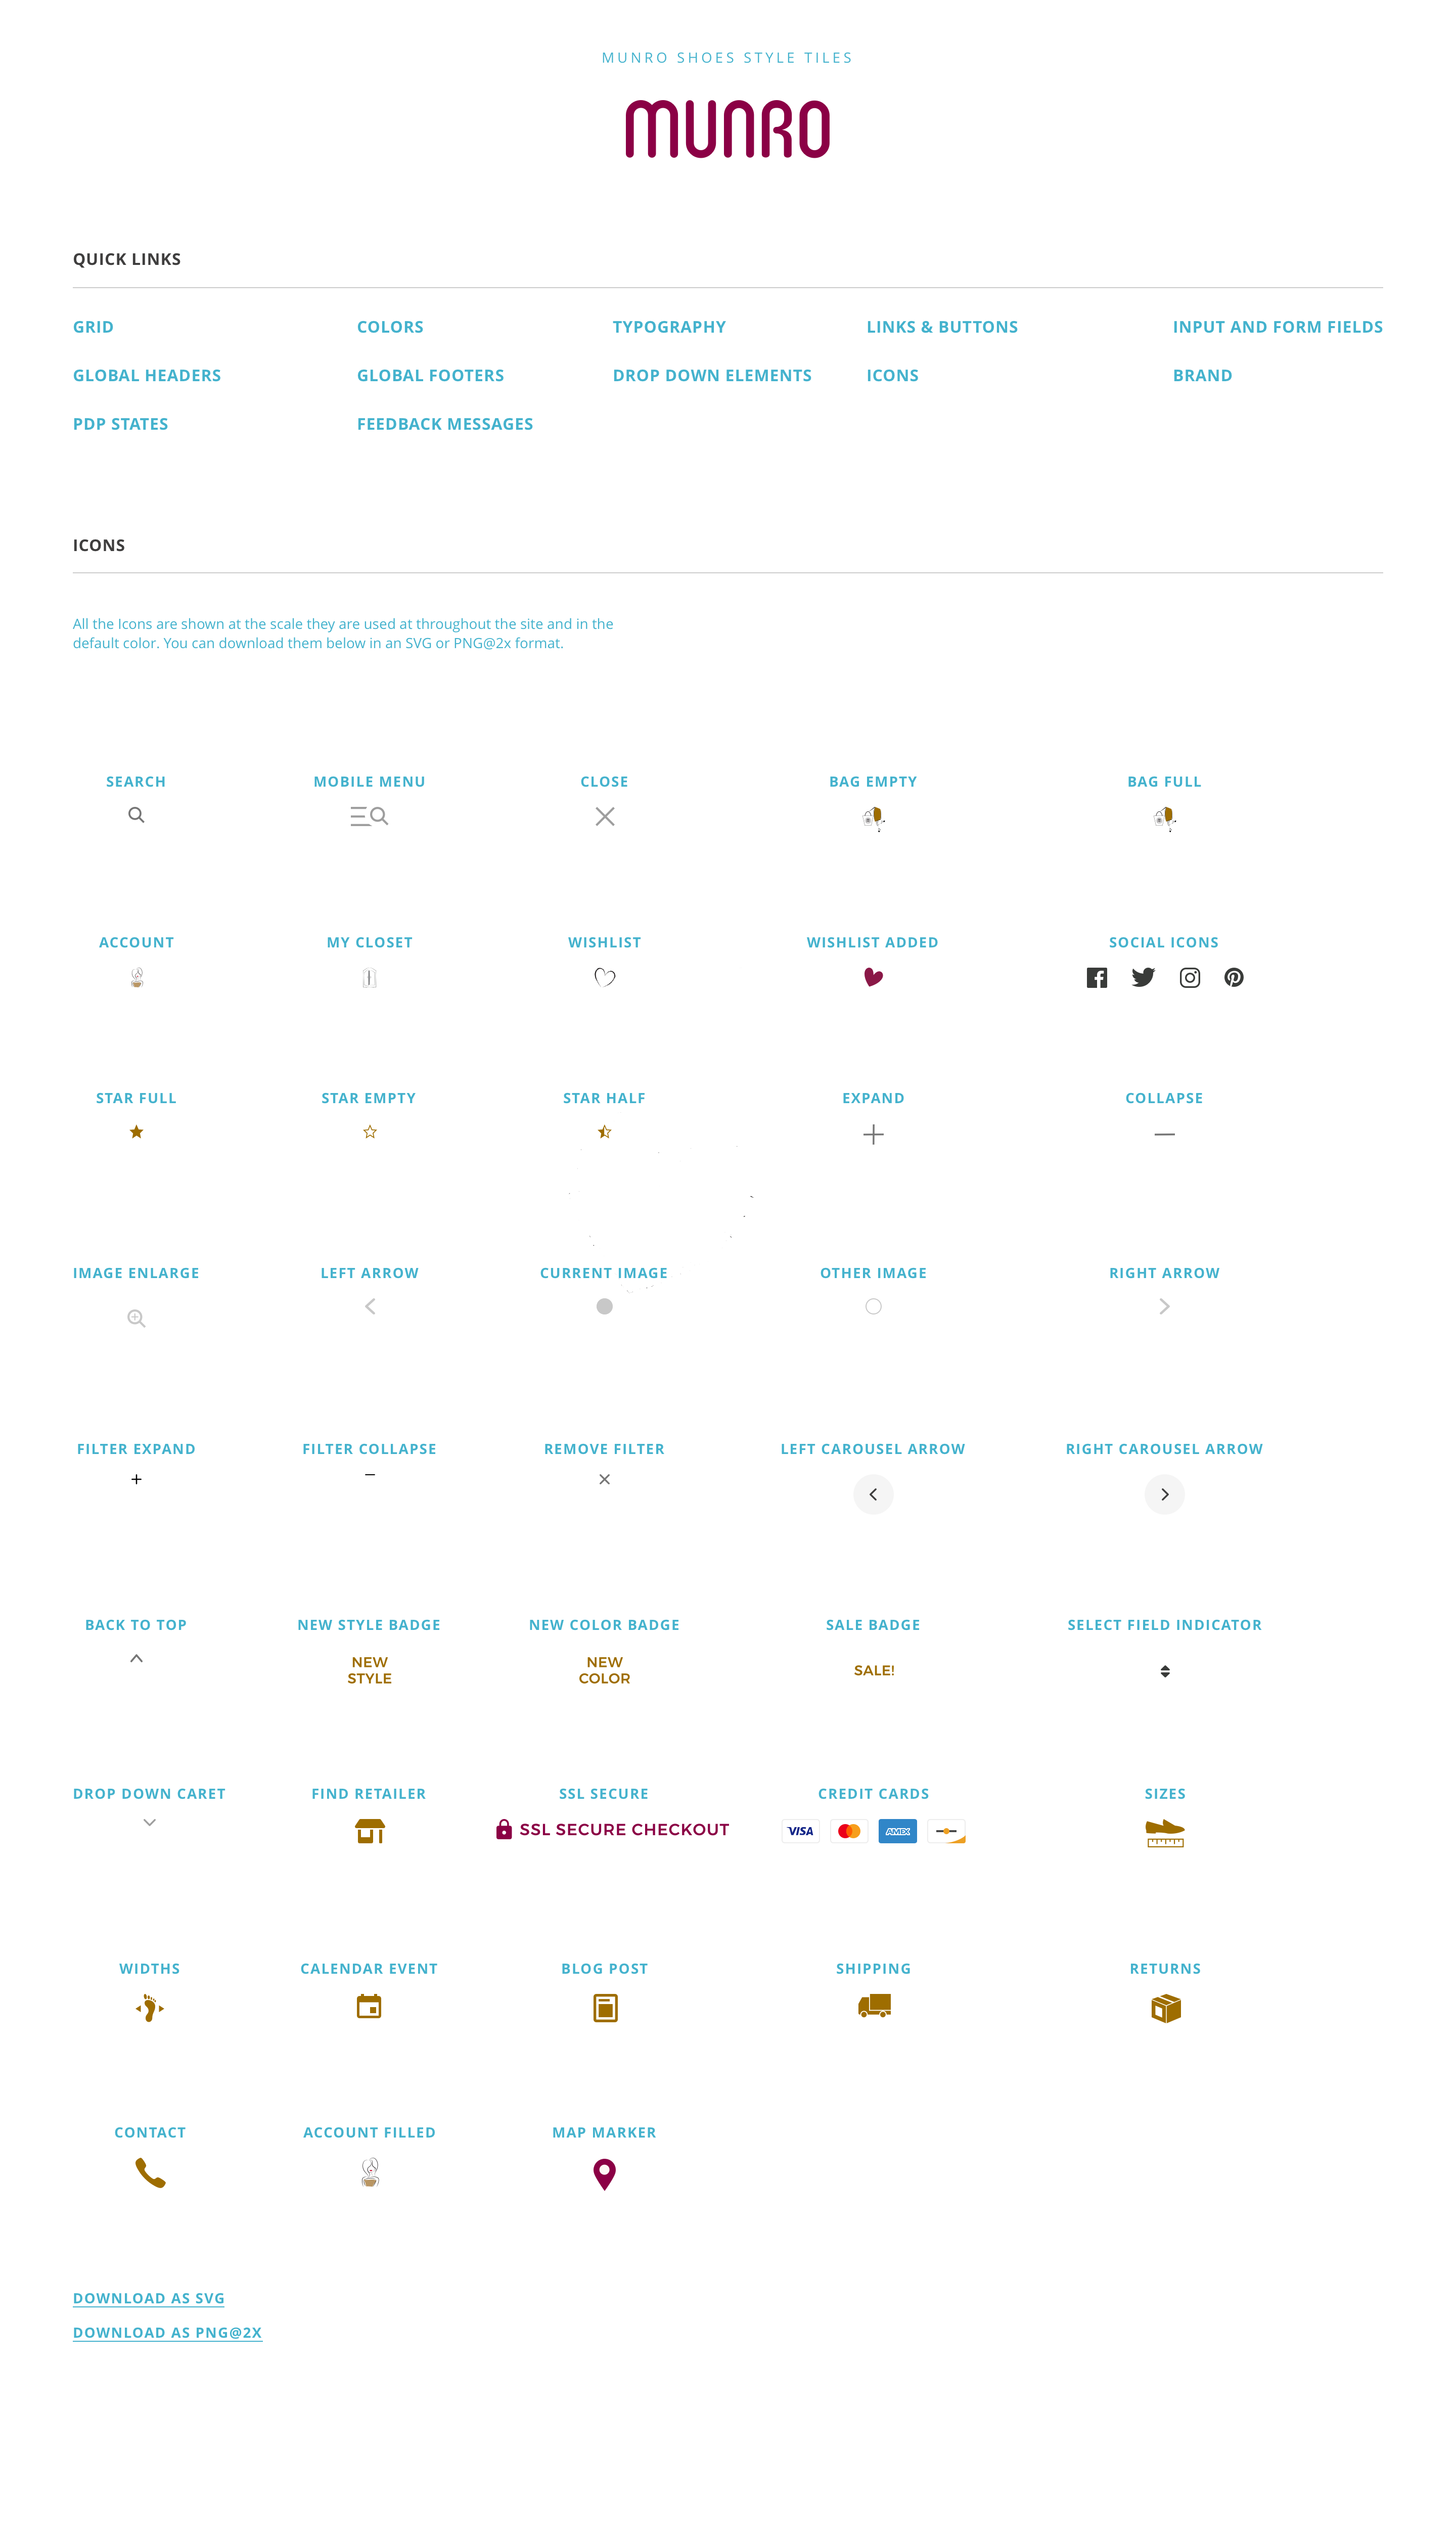 MUNRO SHOES STYLE TILES
MUNRO
QUICK LINKS
GRID
COLORS
TYPOGRAPHY
LINKS & BUTTONS
INPUT AND FORM FIELDS
GLOBAL HEADERS
GLOBAL FOOTERS
DROP DOWN ELEMENTS
ICONS
BRAND
PDP STATES
FEEDBACK MESSAGES
ICONS
All the Icons are shown at the scale they are used at throughout the site and in the
default color. You can download them below in an SVG or PNG@2x format.
SEARCH
MOBILE MENU
CLOSE
BAG EMPTY
BAG FULL
ACCOUNT
MY CLOSET
WISHLIST
WISHLIST ADDED
SOCIAL ICONS
STAR FULL
STAR EMPTY
STAR HALF
EXPAND
COLLAPSE
IMAGE ENLARGE
LEFT ARROW
CURRENT IMAGE
OTHER IMAGE
RIGHT ARROW
FILTER EXPAND
FILTER COLLAPSE
REMOVE FILTER
LEFT CAROUSEL ARROW
RIGHT CAROUSEL ARROW
BACK TO TOP
NEW STYLE BADGE
NEW COLOR BADGE
SALE BADGE
SELECT FIELD INDICATOR
NEW
STYLE
NEW
COLOR
SALE!
DROP DOWN CARET
FIND RETAILER
SSL SECURE
CREDIT CARDS
SIZES
SSL SECURE CHECKOUT
VISA
AMEX
WIDTHS
CALENDAR EVENT
BLOG POST
SHIPPING
RETURNS
CONTACT
ACCOUNT FILLED
MAP MARKER
DOWNLOAD AS SVG
DOWNLOAD AS PNG@2X